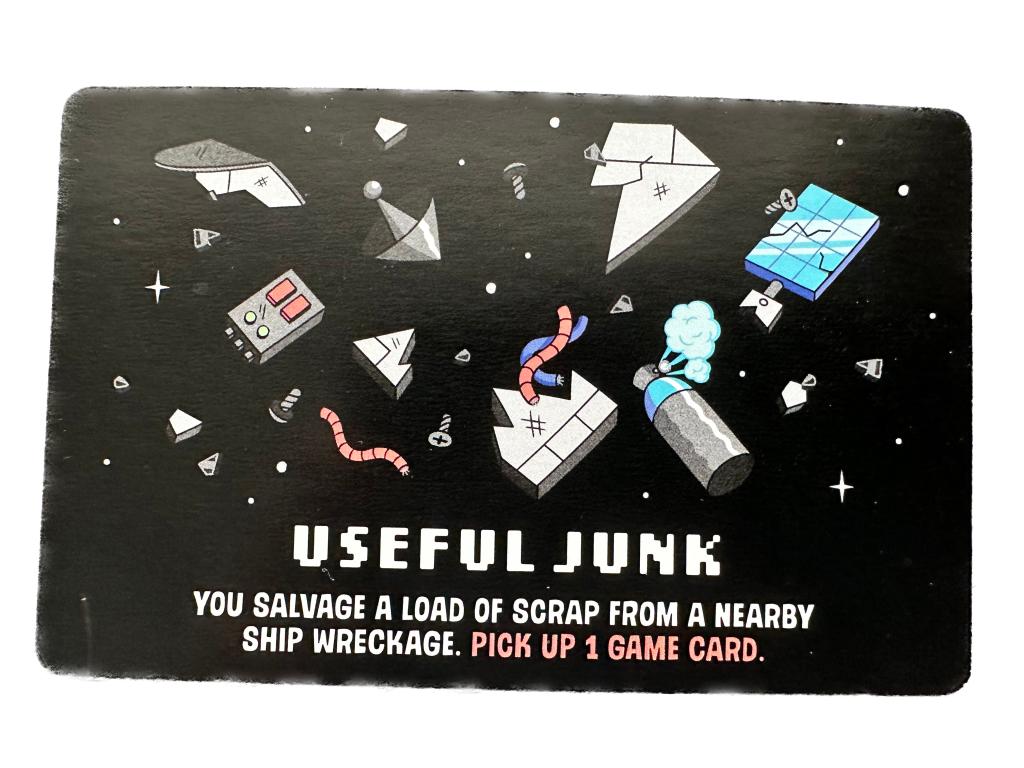 USEFUL JUNK
YOU SALVAGE A LOAD OF SCRAP FROM A NEARBY
SHIP WRECKAGE. PICK UP 1 GAME CARD.